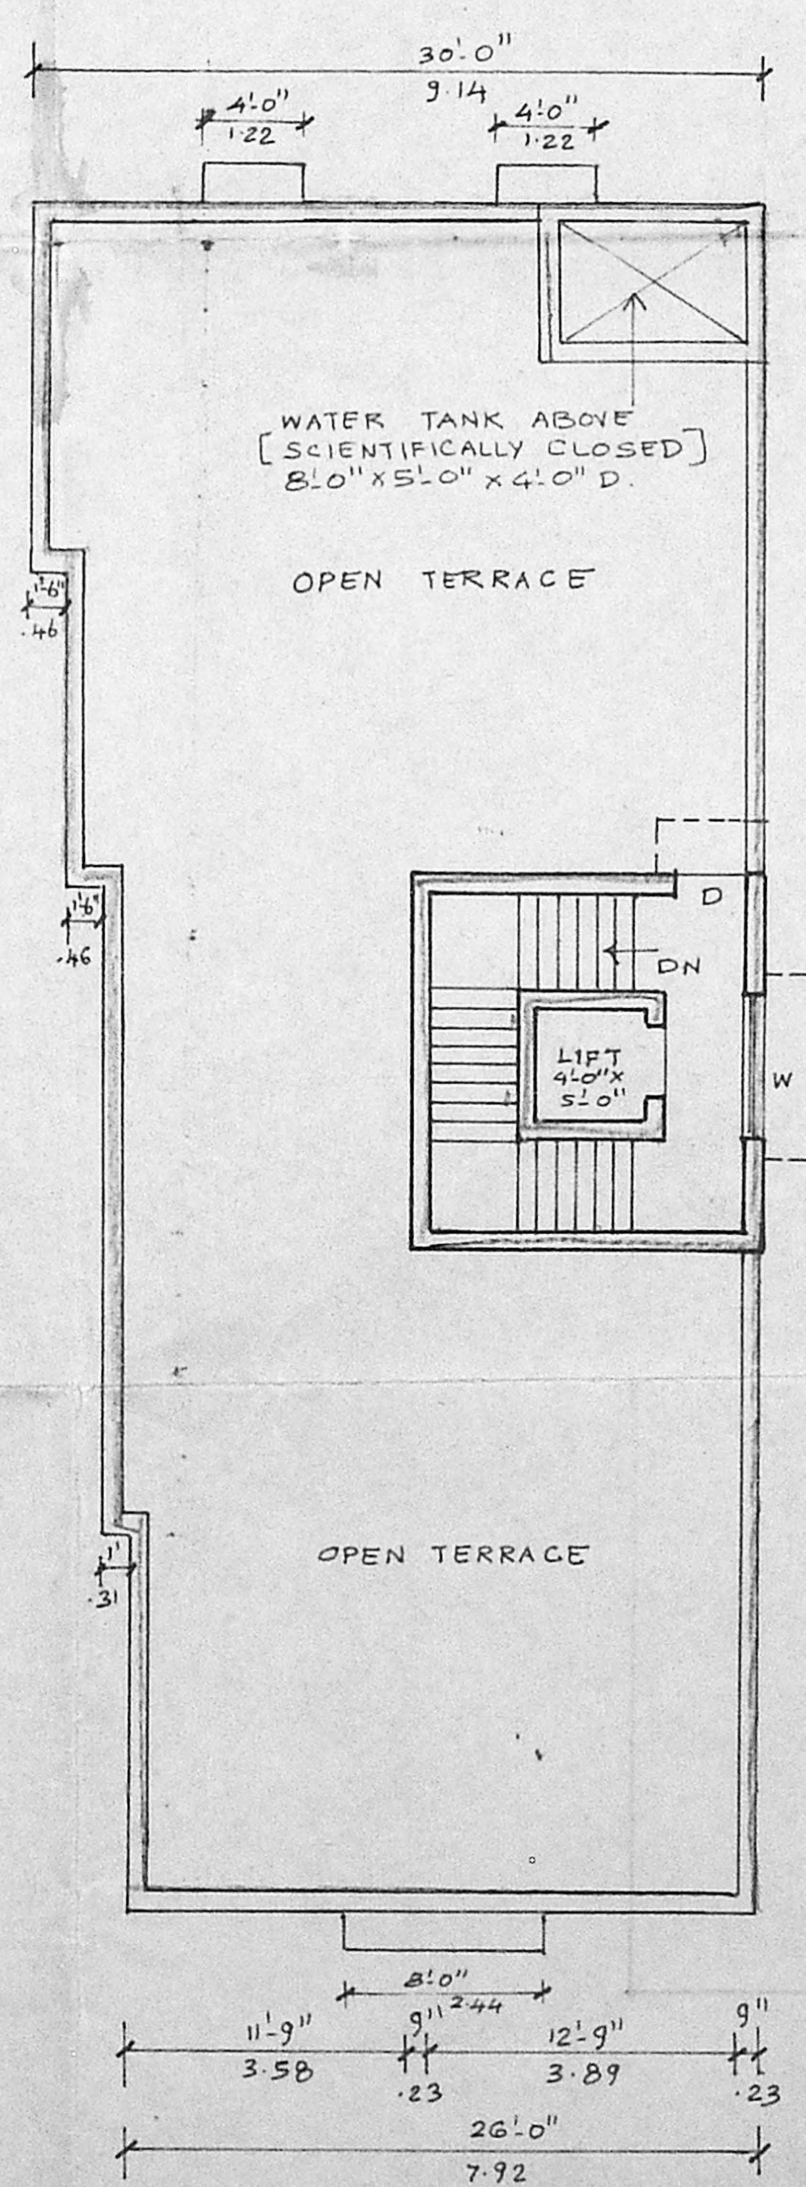 30'-0"
9.14
4'-0"
1.22
4'-0"
1.22
WATER TANK ABOVE
[SCIENTIFICALLY CLOSED]
8'-0" X 5'-0" X 4'-0" D.
OPEN TERRACE
1'-6"
.46
D
1'-6"
.46
DN
LIFT
4'-0" X
5'-0"
W
OPEN TERRACE
1'
.31
8'-0"
2.44
11'-9"
3.58
9"
.23
12'-9"
3.89
9"
.23
26'-0"
7.92